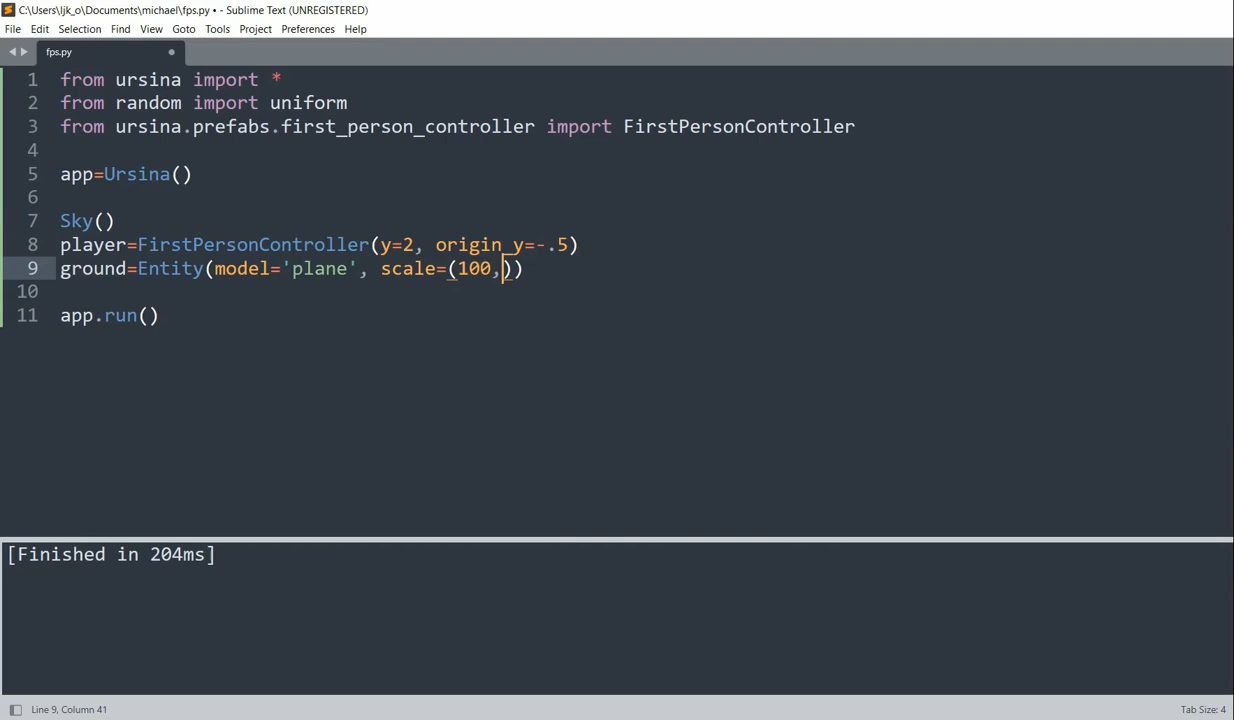 C:\Users\ljk_o\Documents\michael\fps.py • - Sublime Text (UNREGISTERED)
File Edit Selection Find View Goto Tools Project Preferences Help
fps.py
1 from ursina import *
2 from random import uniform
3 from ursina.prefabs.first_person_controller import FirstPersonController
4
5 app=Ursina()
6
7 Sky()
8 player=FirstPersonController(y=2, origin_y=-.5)
9 ground=Entity(model='plane', scale=(100,))
10
11 app.run()
[Finished in 204ms]
Line 9, Column 41 Tab Size: 4